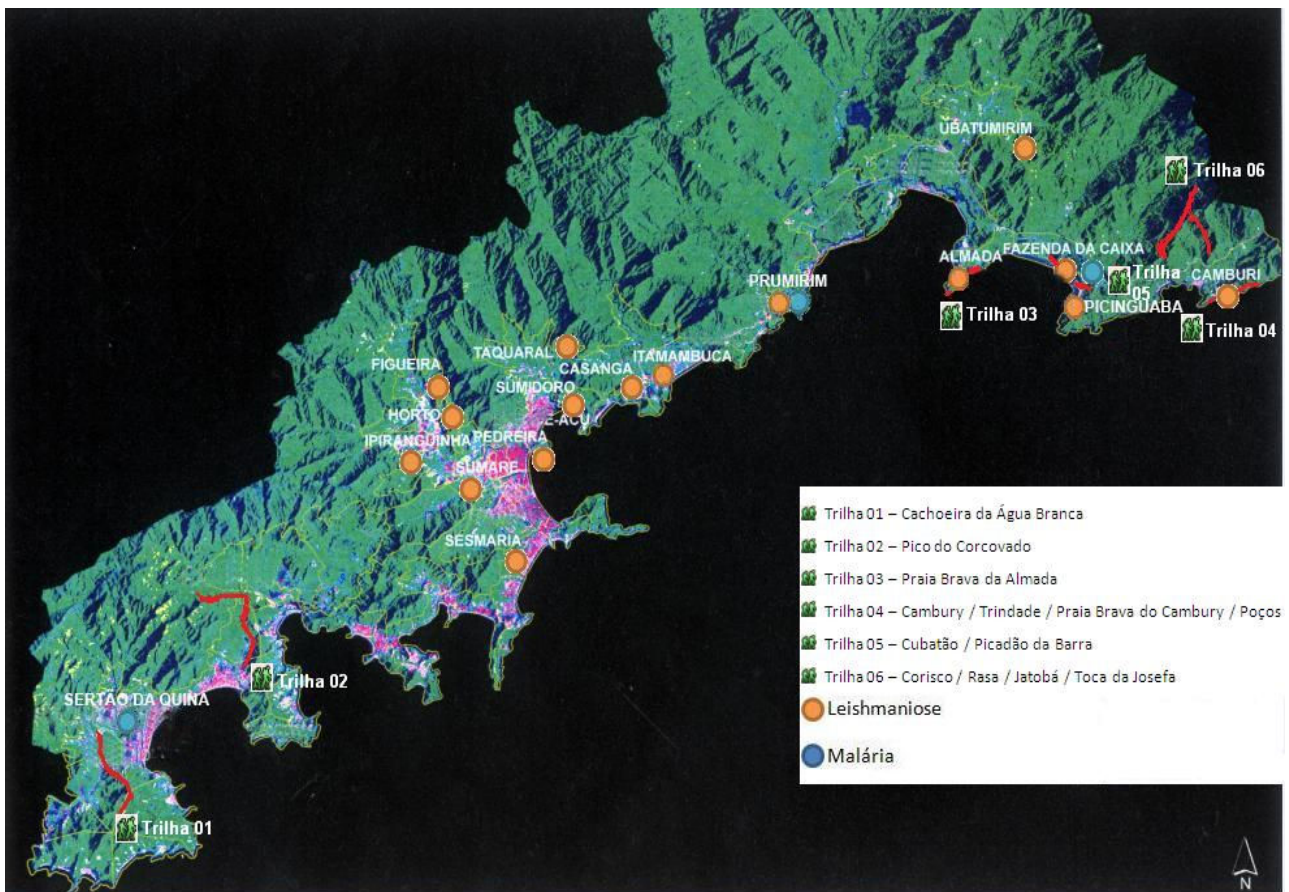 UBATUMIRIM
Trilha 06
ALMADA
FAZENDA DA CAIXA
CAMBURI
Trilha
05
PRUMIRIM
PICINGUABA
Trilha 03
Trilha 04
TAQUARAL
ITAMAMBUCA
FIGUEIRA
CASANGA
SUMIDORO
HORTO
E-AÇU
IPIRANGUINHA
PEDREIRA
SUMARE
SESMARIA
Trilha 02
SERTÃO DA QUINA
Trilha 01
Trilha 01 – Cachoeira da Água Branca
Trilha 02 – Pico do Corcovado
Trilha 03 – Praia Brava da Almada
Trilha 04 – Cambury / Trindade / Praia Brava do Cambury / Poços
Trilha 05 – Cubatão / Picadão da Barra
Trilha 06 – Corisco / Rasa / Jatobá / Toca da Josefa
Leishmaniose
Malária
N